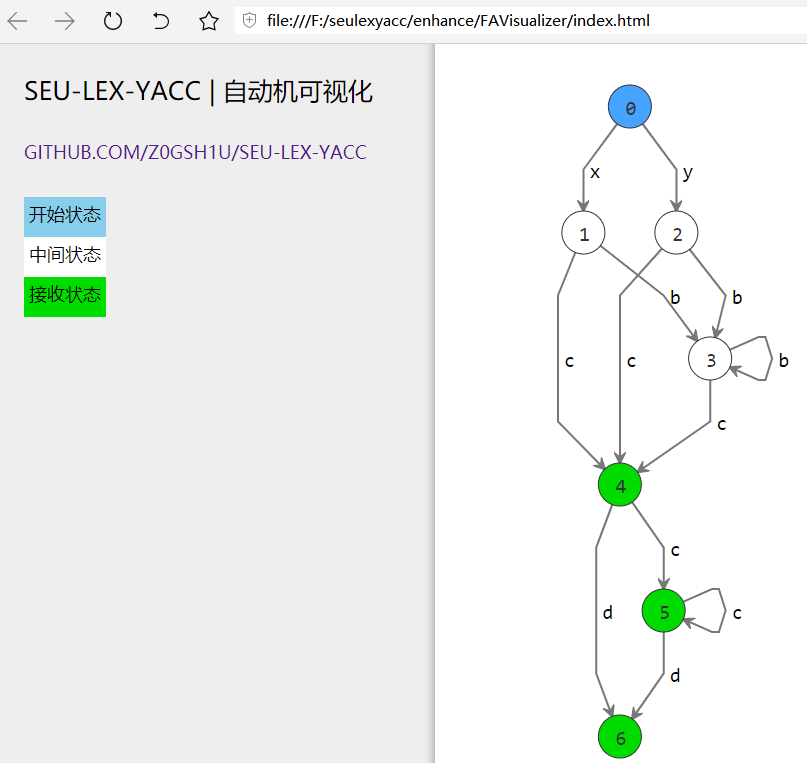 file:///F:/seulexyacc/enhance/FAVisualizer/index.html
SEU-LEX-YACC | 自动机可视化
GITHUB.COM/Z0GSH1U/SEU-LEX-YACC
开始状态
中间状态
接收状态
0
x
y
1
2
b
b
3
b
c
c
c
4
c
d
5
c
d
6